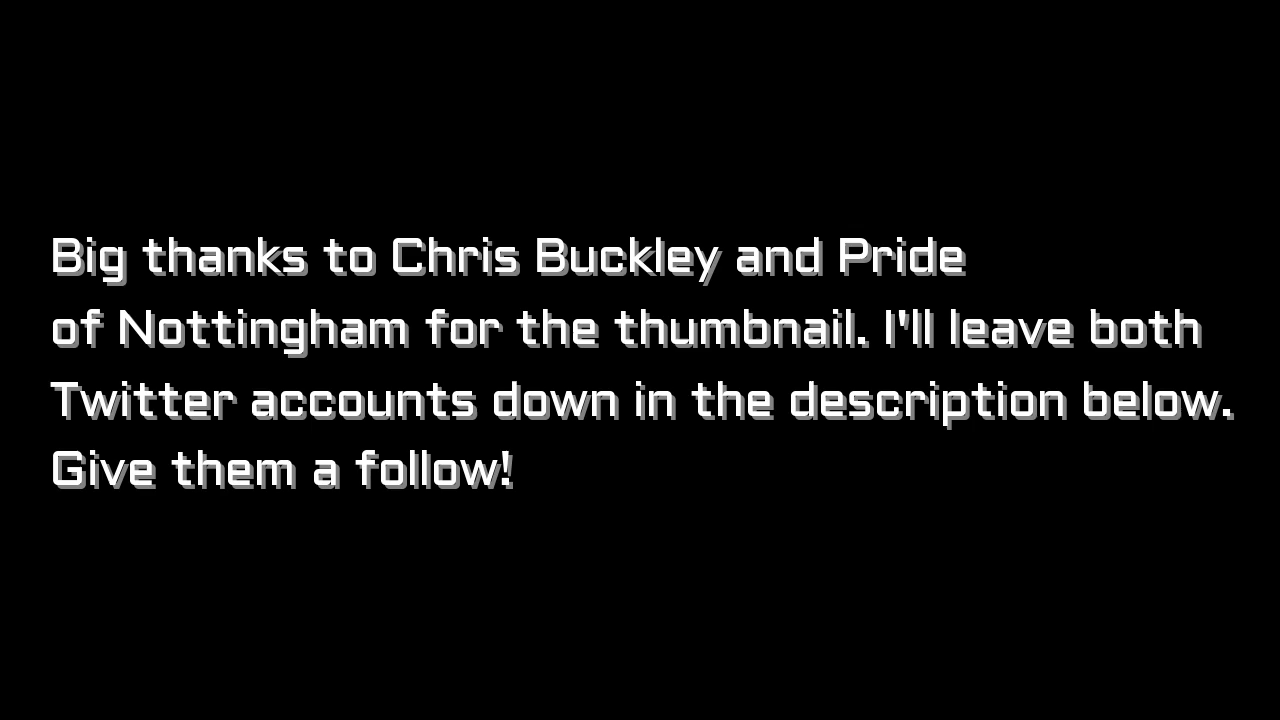 Big thanks to Chris Buckley and Pride
of Nottingham for the thumbnail. I'll leave both
Twitter accounts down in the description below.
Give them a follow!